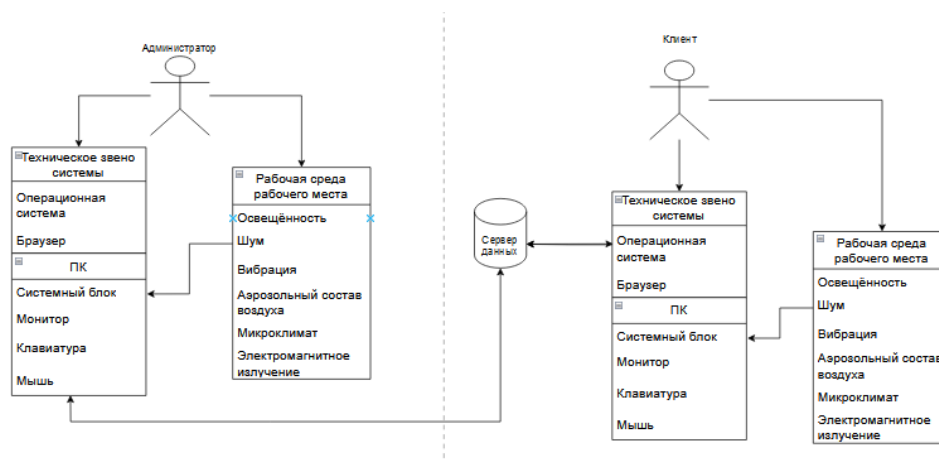 Администратор
Техническое звено
системы
Операционная
система
Браузер
ПК
Системный блок
Монитор
Клавиатура
Мышь
Рабочая среда
рабочего места
Освещённость
Шум
Вибрация
Аэрозольный состав
воздуха
Микроклимат
Электромагнитное
излучение
Сервер
данных
Клиент
Техническое звено
системы
Операционная
система
Браузер
ПК
Системный блок
Монитор
Клавиатура
Мышь
Рабочая среда
рабочего места
Освещённость
Шум
Вибрация
Аэрозольный состав
воздуха
Микроклимат
Электромагнитное
излучение